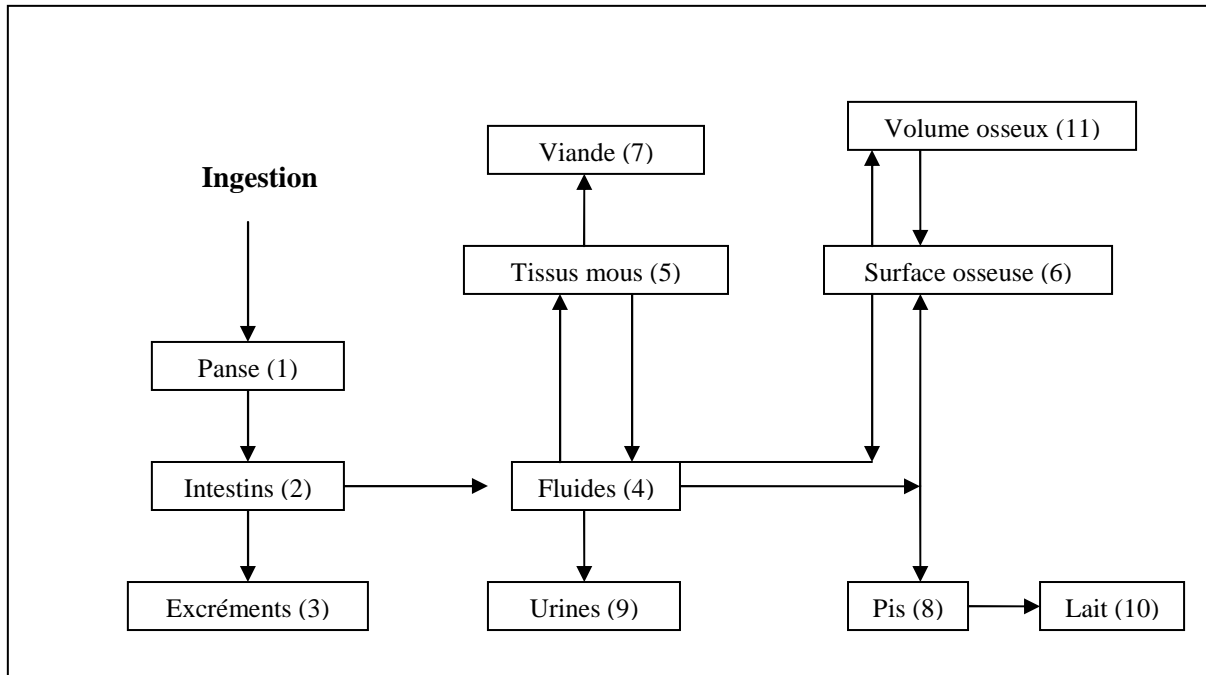 Volume osseux (11)
Viande (7)
Ingestion
Tissus mous (5)
Surface osseuse (6)
Panse (1)
Intestins (2)
Fluides (4)
Excréments (3)
Urines (9)
Pis (8)
Lait (10)